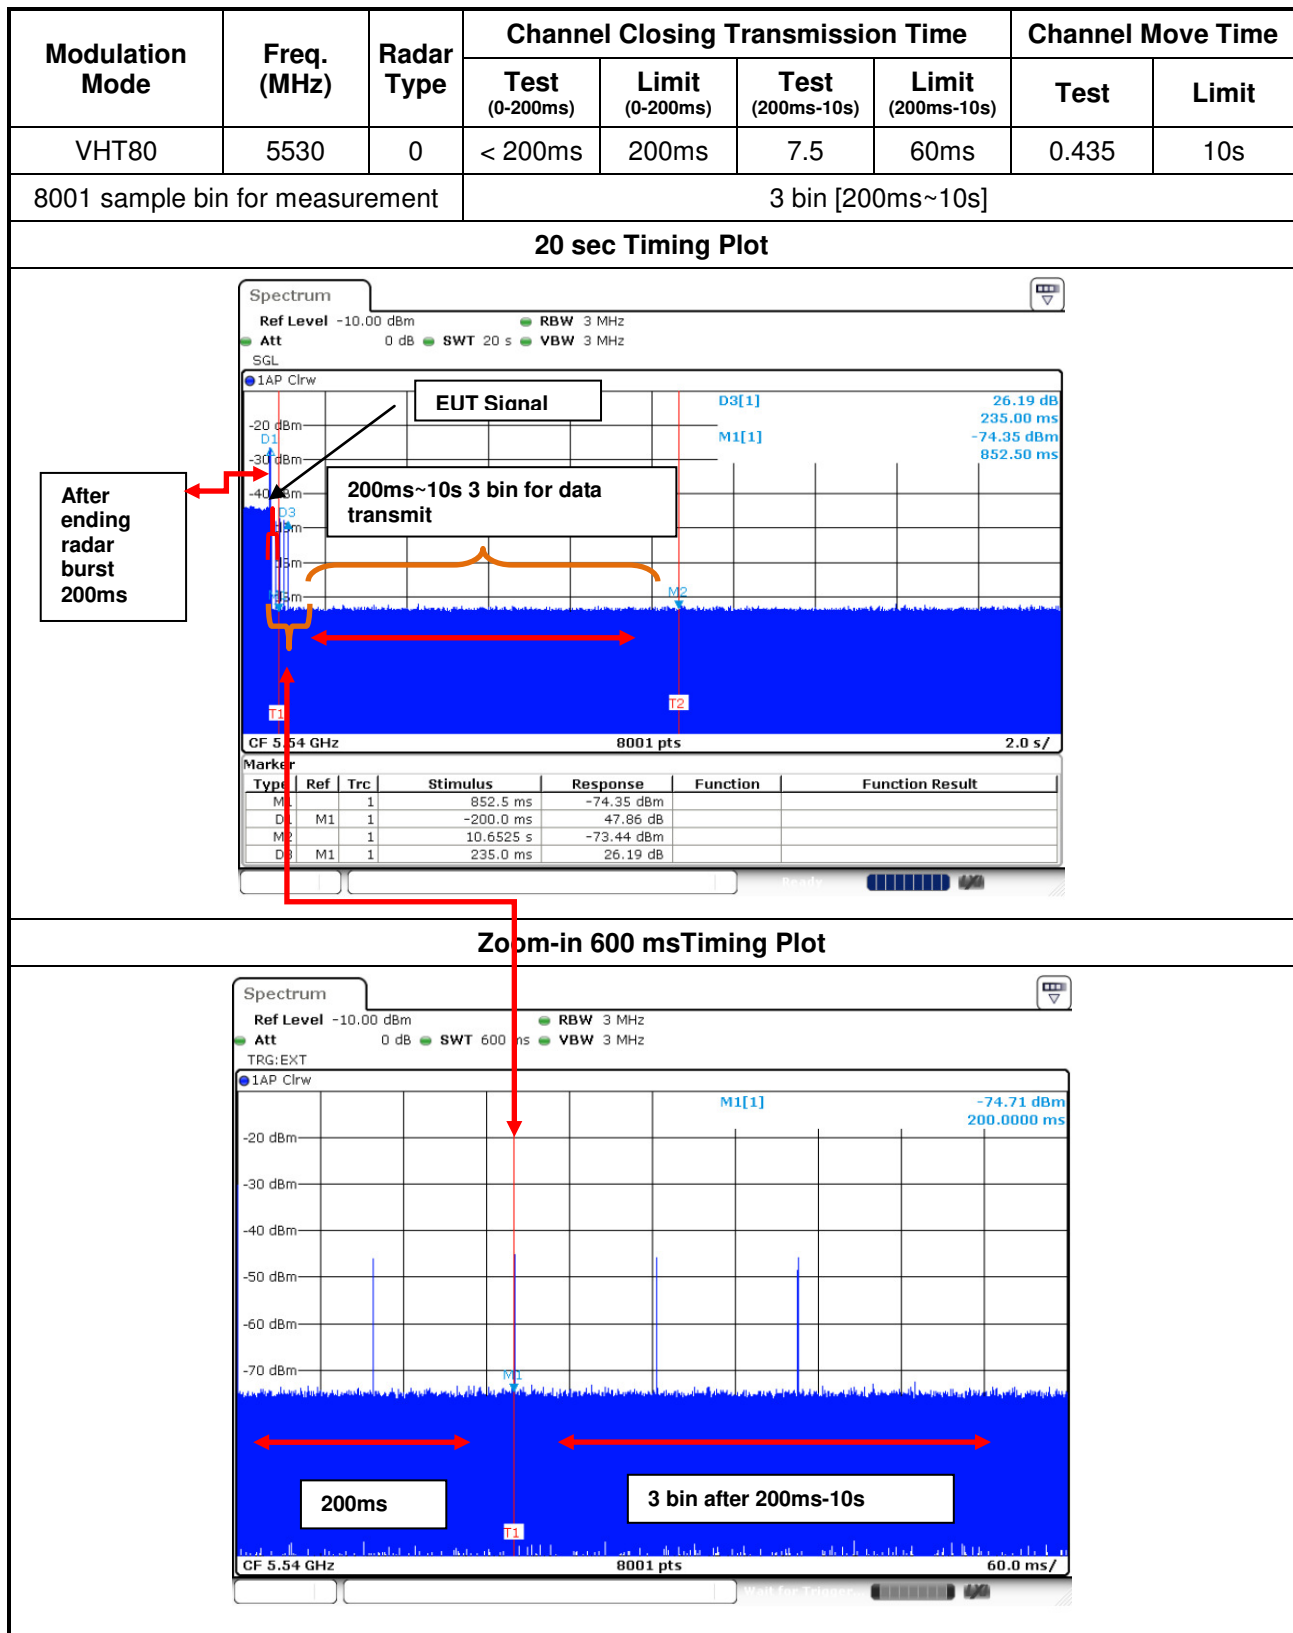 Modulation Mode | Freq. (MHz) | Radar Type | Channel Closing Transmission Time | Channel Move Time
Test (0-200ms) | Limit (0-200ms) | Test (200ms-10s) | Limit (200ms-10s) | Test | Limit
VHT80 | 5530 | 0 | < 200ms | 200ms | 7.5 | 60ms | 0.435 | 10s
8001 sample bin for measurement | 3 bin [200ms~10s]
20 sec Timing Plot
Spectrum
Ref Level -10.00 dBm RBW 3 MHz
Att 0 dB SWT 20 s VBW 3 MHz
SGL
1AP Clrw
EUT Signal
D3[1] 26.19 dB
235.00 ms
M1[1] -74.35 dBm
852.50 ms
-20 dBm
D1
-30 dBm
After ending radar burst 200ms
200ms~10s 3 bin for data transmit
D3
M2
T1
T2
CF 5.54 GHz 8001 pts 2.0 s/
Marker
Type | Ref | Trc | Stimulus | Response | Function | Function Result
M1 | 1 | 852.5 ms | -74.35 dBm
D1 | M1 | 1 | -200.0 ms | 47.86 dB
M2 | 1 | 10.6525 s | -73.44 dBm
D3 | M1 | 1 | 235.0 ms | 26.19 dB
Ready
Zoom-in 600 msTiming Plot
Spectrum
Ref Level -10.00 dBm RBW 3 MHz
Att 0 dB SWT 600 ms VBW 3 MHz
TRG:EXT
1AP Clrw
M1[1] -74.71 dBm
200.0000 ms
-20 dBm
-30 dBm
-40 dBm
-50 dBm
-60 dBm
-70 dBm
M1
200ms
3 bin after 200ms-10s
T1
CF 5.54 GHz 8001 pts 60.0 ms/
Wait for Trigger